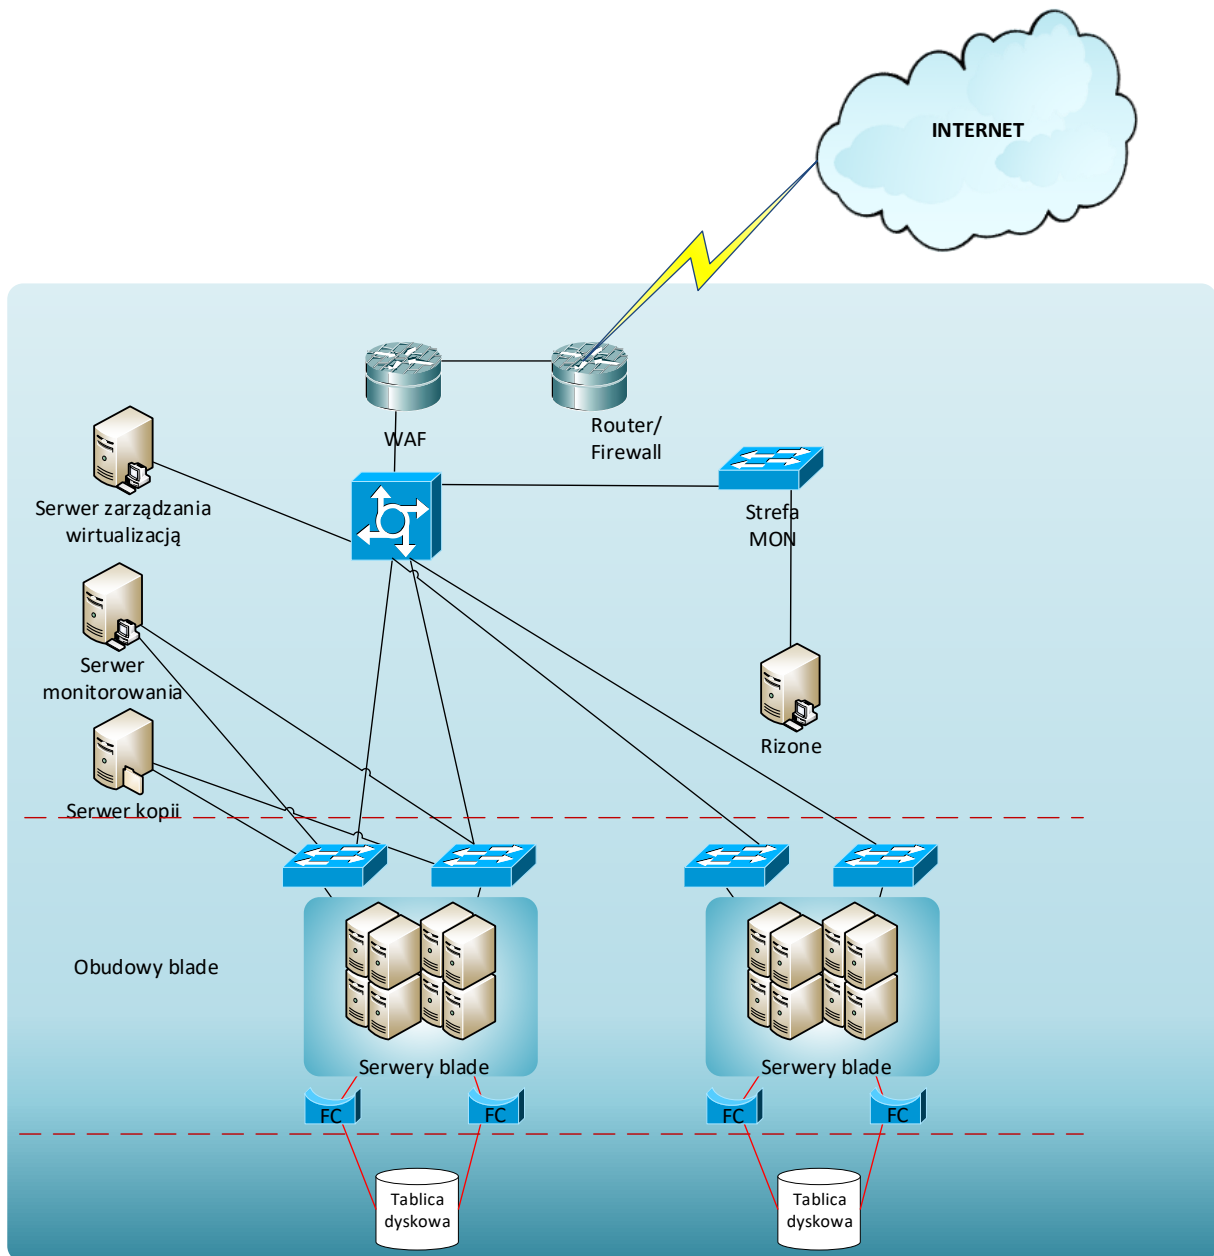 INTERNET
WAF
Router/
Firewall
Serwer zarządzania
wirtualizacją
Strefa
MON
Serwer
monitorowania
Rizone
Serwer kopii
Obudowy blade
Serwery blade
Serwery blade
FC
FC
FC
FC
Tablica
dyskowa
Tablica
dyskowa